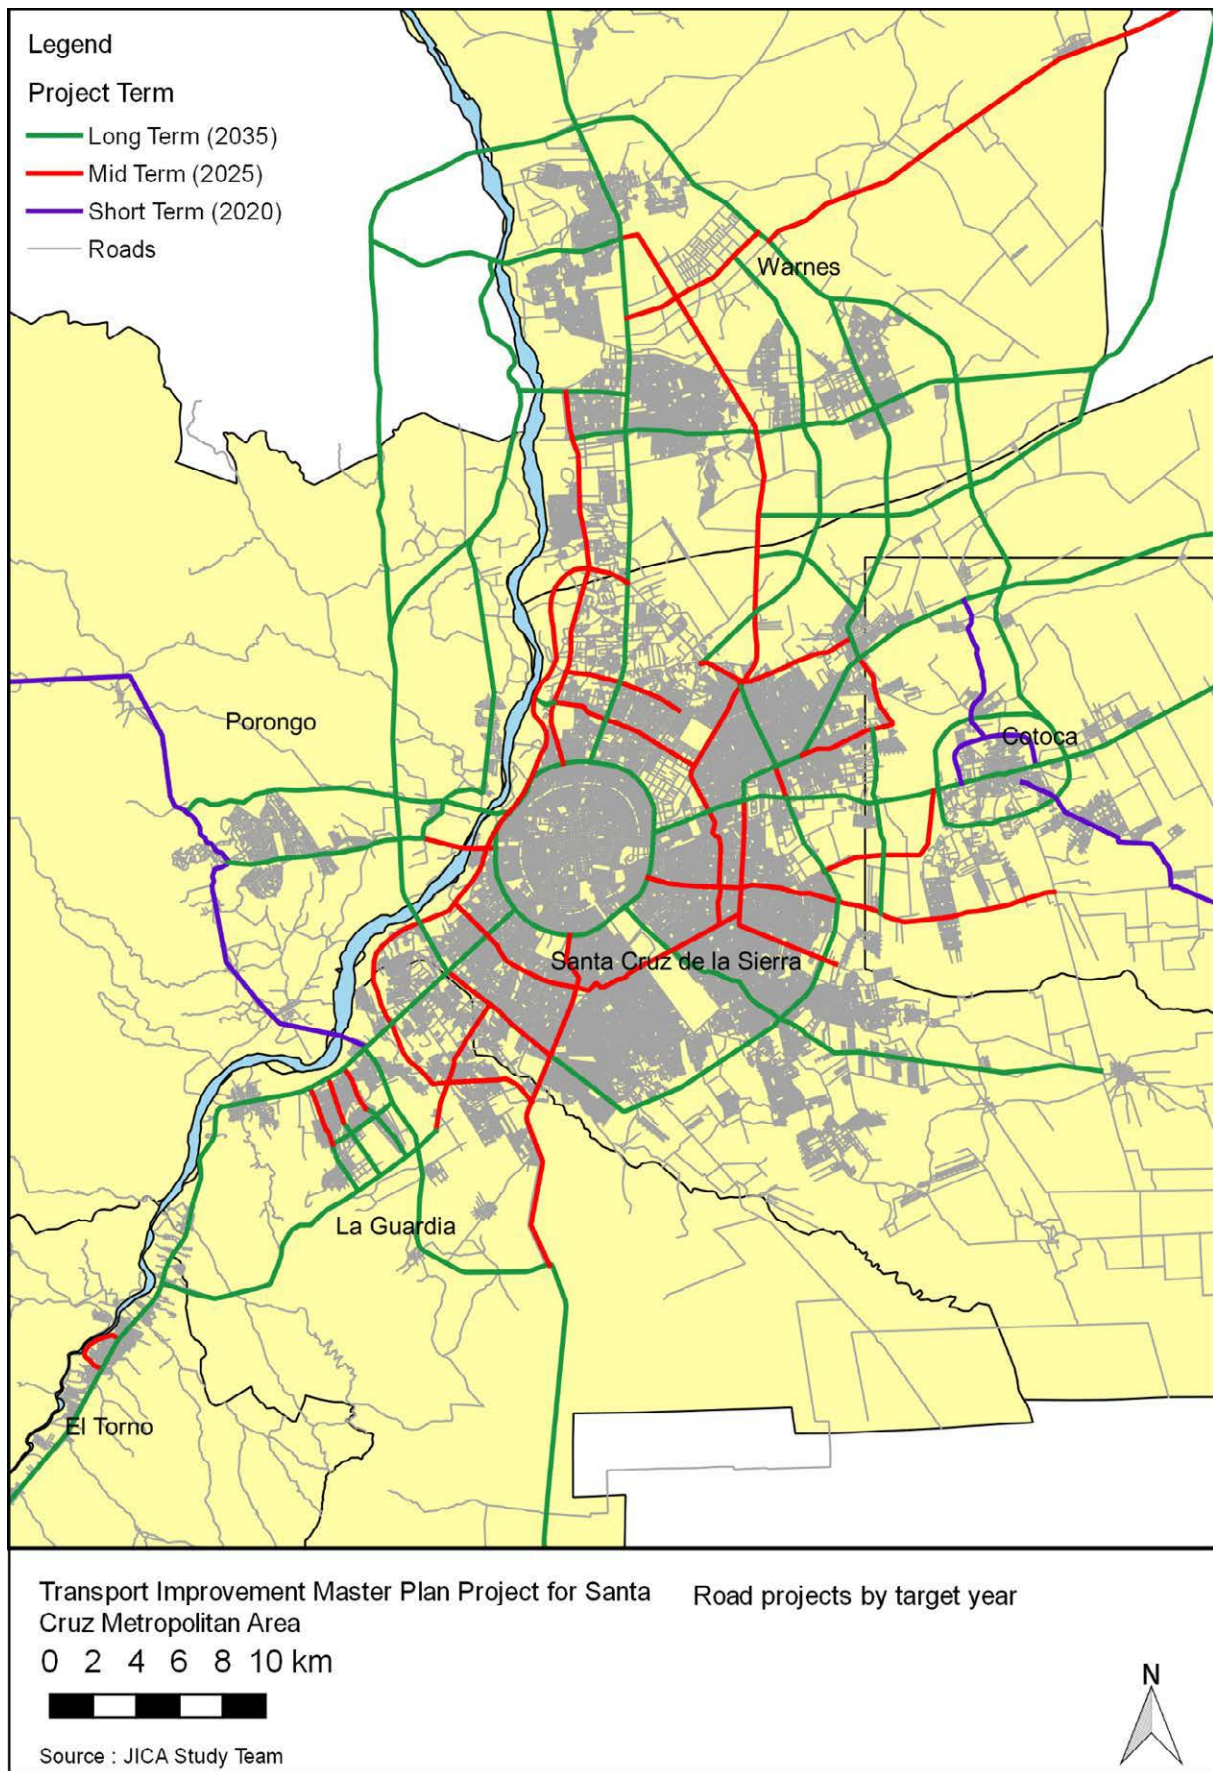 Legend
Project Term
Long Term (2035)
Mid Term (2025)
Short Term (2020)
Roads
Warnes
Porongo
Cotoca
Santa Cruz de la Sierra
La Guardia
El Torno
Transport Improvement Master Plan Project for Santa
Cruz Metropolitan Area
Road projects by target year
0 2 4 6 8 10 km
N
Source : JICA Study Team